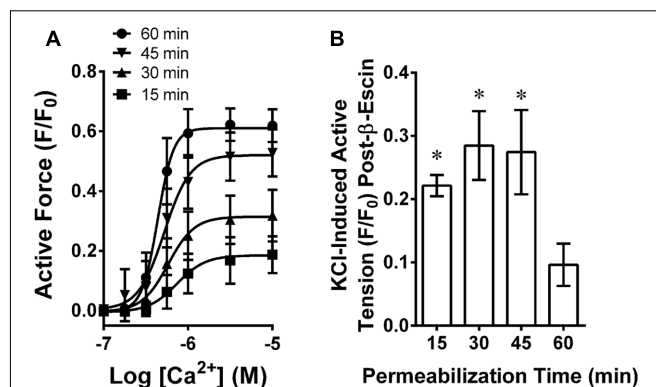 A
60 min
45 min
30 min
15 min
Active Force (F/F₀)
0.8
0.6
0.4
0.2
0.0
-7
-6
-5
Log [Ca²⁺] (M)
B
KCl-Induced Active
Tension (F/F₀) Post-β-Escin
0.4
0.3
0.2
0.1
0.0
*
*
*
15
30
45
60
Permeabilization Time (min)